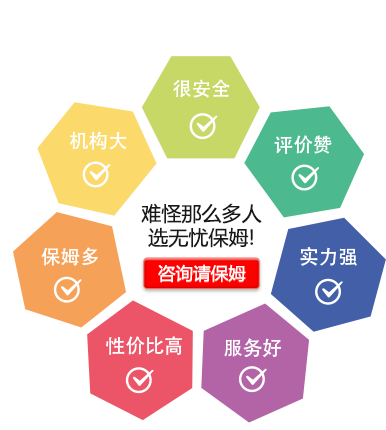 很安全
机构大
评价赞
难怪那么多人
选无忧保姆!
保姆多
实力强
咨询请保姆
性价比高
服务好